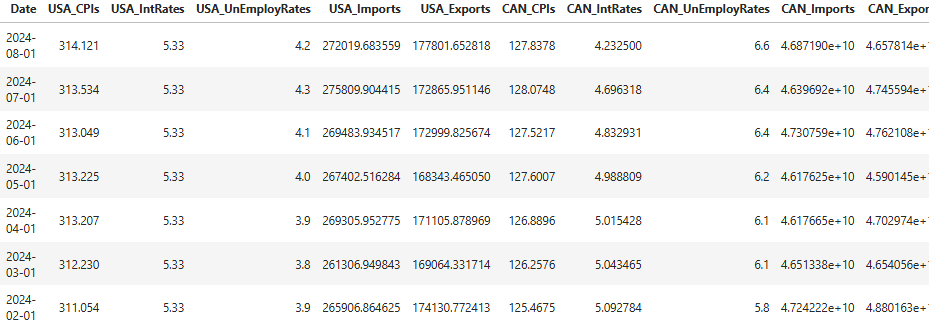 Date USA_CPIs USA_IntRates USA_UnEmployRates USA_Imports USA_Exports CAN_CPIs CAN_IntRates CAN_UnEmployRates CAN_Imports CAN_Expor
2024-08-01 314.121 5.33 4.2 272019.683559 177801.652818 127.8378 4.232500 6.6 4.687190e+10 4.657814e+
2024-07-01 313.534 5.33 4.3 275809.904415 172865.951146 128.0748 4.696318 6.4 4.639692e+10 4.745594e+
2024-06-01 313.049 5.33 4.1 269483.934517 172999.825674 127.5217 4.832931 6.4 4.730759e+10 4.762108e+
2024-05-01 313.225 5.33 4.0 267402.516284 168343.465050 127.6007 4.988809 6.2 4.617625e+10 4.590145e+
2024-04-01 313.207 5.33 3.9 269305.952775 171105.878969 126.8896 5.015428 6.1 4.617665e+10 4.702974e+
2024-03-01 312.230 5.33 3.8 261306.949843 169064.331714 126.2576 5.043465 6.1 4.651338e+10 4.654056e+
2024-02-01 311.054 5.33 3.9 265906.864625 174130.772413 125.4675 5.092784 5.8 4.724222e+10 4.880163e+